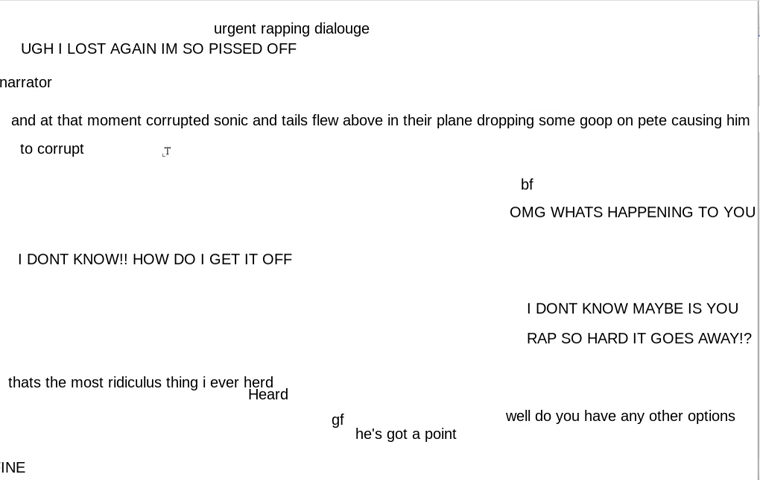 urgent rapping dialouge
UGH I LOST AGAIN IM SO PISSED OFF
narrator
and at that moment corrupted sonic and tails flew above in their plane dropping some goop on pete causing him
to corrupt
bf
OMG WHATS HAPPENING TO YOU
I DONT KNOW!! HOW DO I GET IT OFF
I DONT KNOW MAYBE IS YOU
RAP SO HARD IT GOES AWAY!?
thats the most ridiculus thing i ever herd
Heard
well do you have any other options
gf
he's got a point
INE